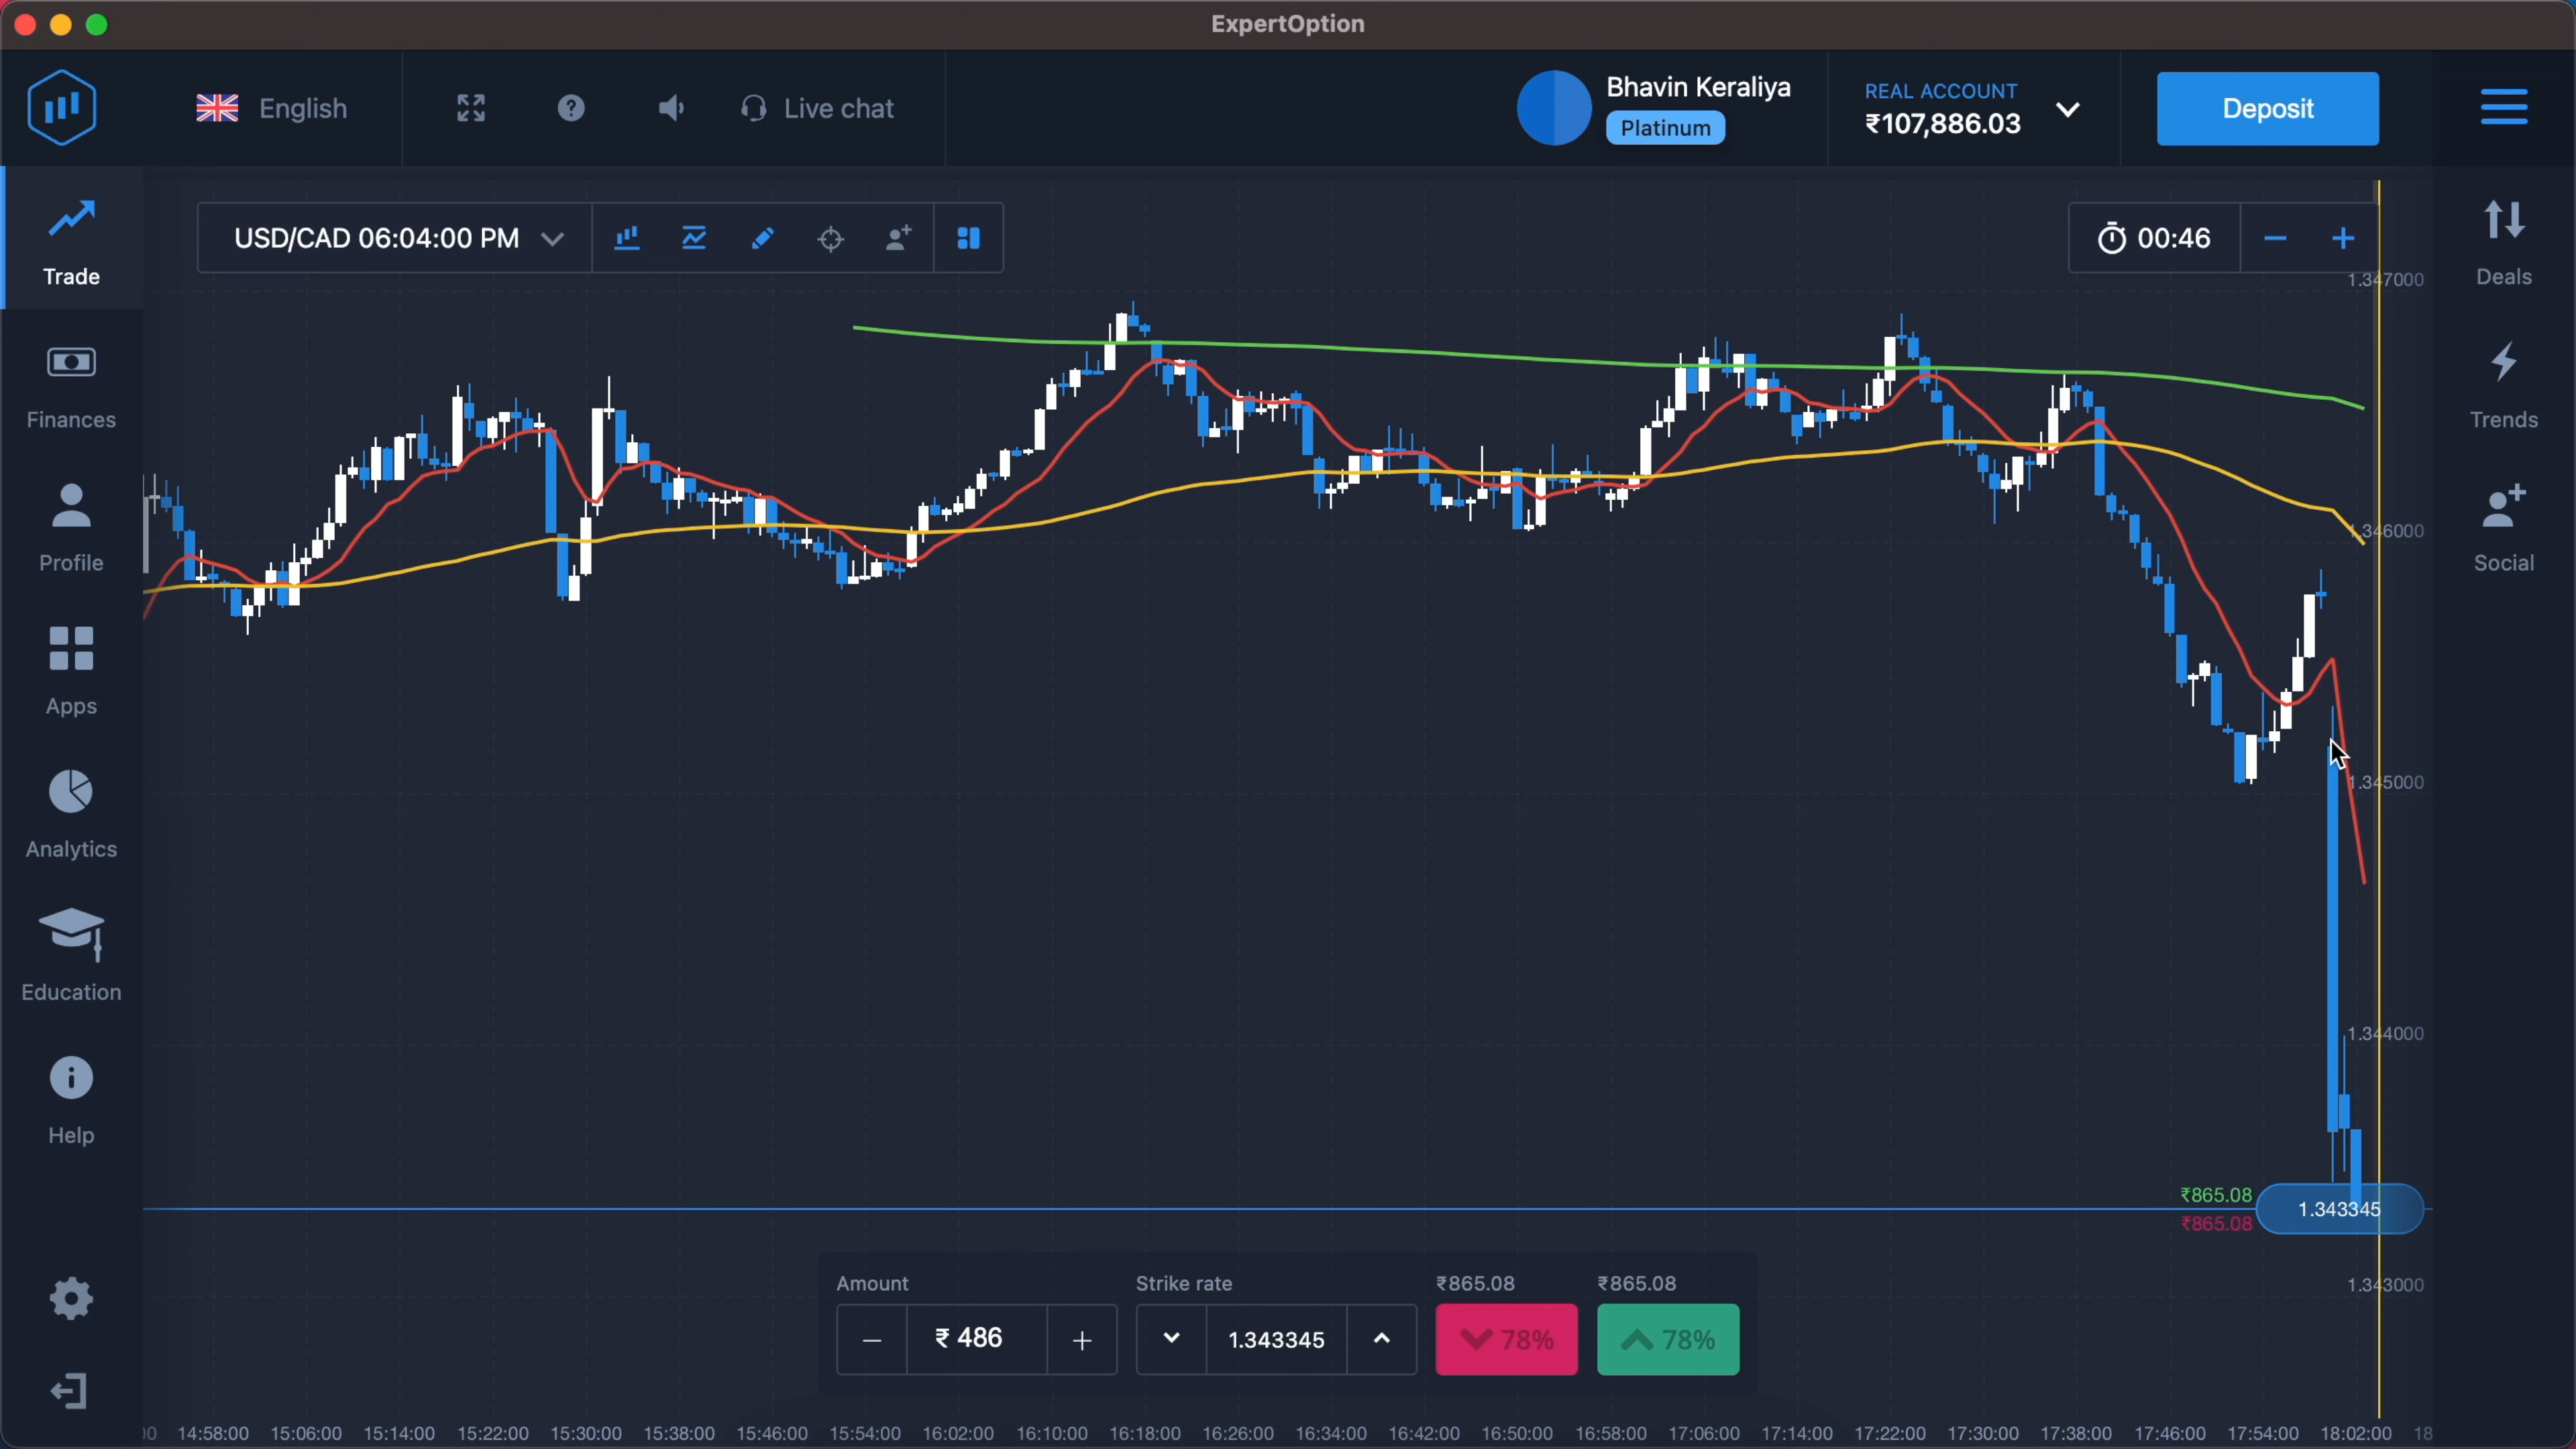 ExpertOption
English
Live chat
Bhavin Keraliya
Platinum
REAL ACCOUNT
₹107,886.03
Deposit
Trade
Finances
Profile
Apps
Analytics
Education
Help
USD/CAD 06:04:00 PM
00:46
Deals
Trends
Social
1.347000
1.346000
1.345000
1.344000
1.343000
₹865.08
₹865.08
1.343345
Amount
₹ 486
Strike rate
1.343345
₹865.08
78%
₹865.08
78%
00 14:58:00 15:06:00 15:14:00 15:22:00 15:30:00 15:38:00 15:46:00 15:54:00 16:02:00 16:10:00 16:18:00 16:26:00 16:34:00 16:42:00 16:50:00 16:58:00 17:06:00 17:14:00 17:22:00 17:30:00 17:38:00 17:46:00 17:54:00 18:02:00 18